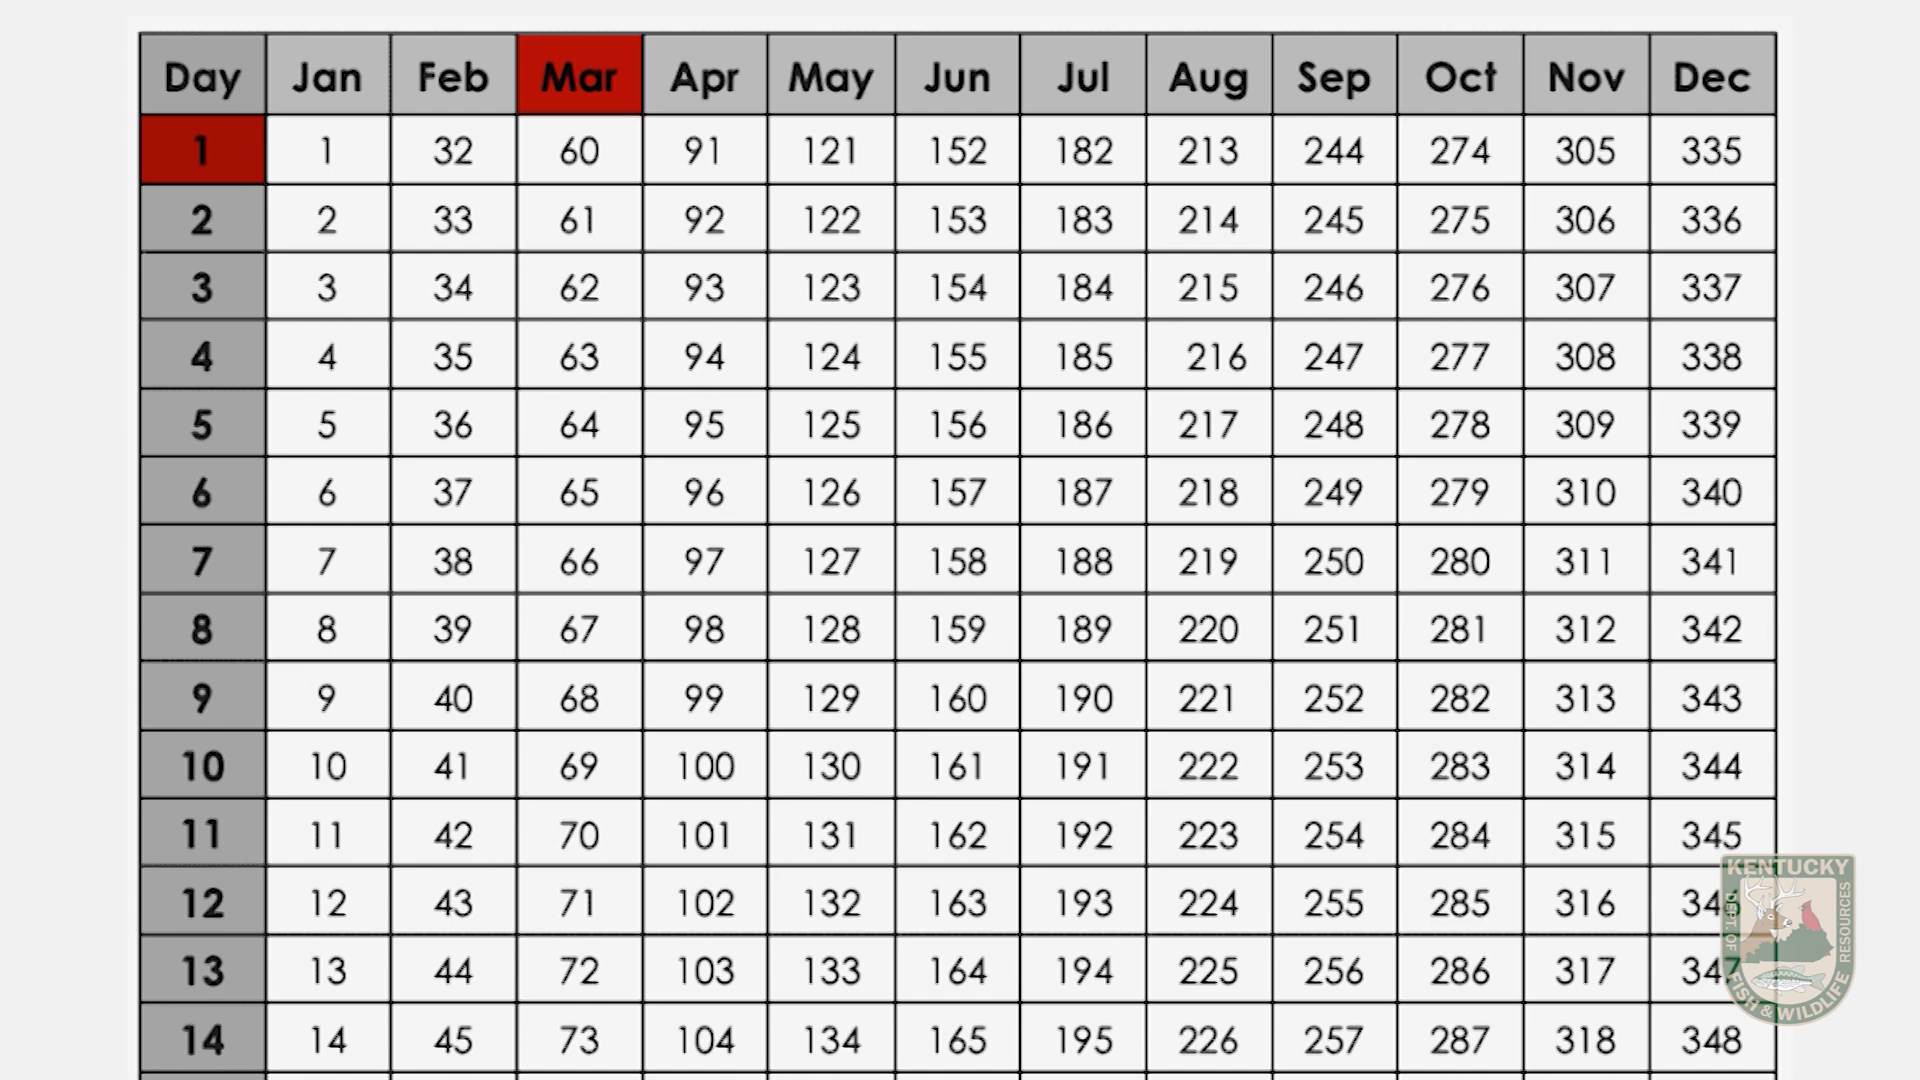 Day Jan Feb Mar Apr May Jun Jul Aug Sep Oct Nov Dec
1 1 32 60 91 121 152 182 213 244 274 305 335
2 2 33 61 92 122 153 183 214 245 275 306 336
3 3 34 62 93 123 154 184 215 246 276 307 337
4 4 35 63 94 124 155 185 216 247 277 308 338
5 5 36 64 95 125 156 186 217 248 278 309 339
6 6 37 65 96 126 157 187 218 249 279 310 340
7 7 38 66 97 127 158 188 219 250 280 311 341
8 8 39 67 98 128 159 189 220 251 281 312 342
9 9 40 68 99 129 160 190 221 252 282 313 343
10 10 41 69 100 130 161 191 222 253 283 314 344
11 11 42 70 101 131 162 192 223 254 284 315 345
12 12 43 71 102 132 163 193 224 255 285 316 346
13 13 44 72 103 133 164 194 225 256 286 317 347
14 14 45 73 104 134 165 195 226 257 287 318 348
KENTUCKY
DEPT. OF
FISH & WILDLIFE
RESOURCES